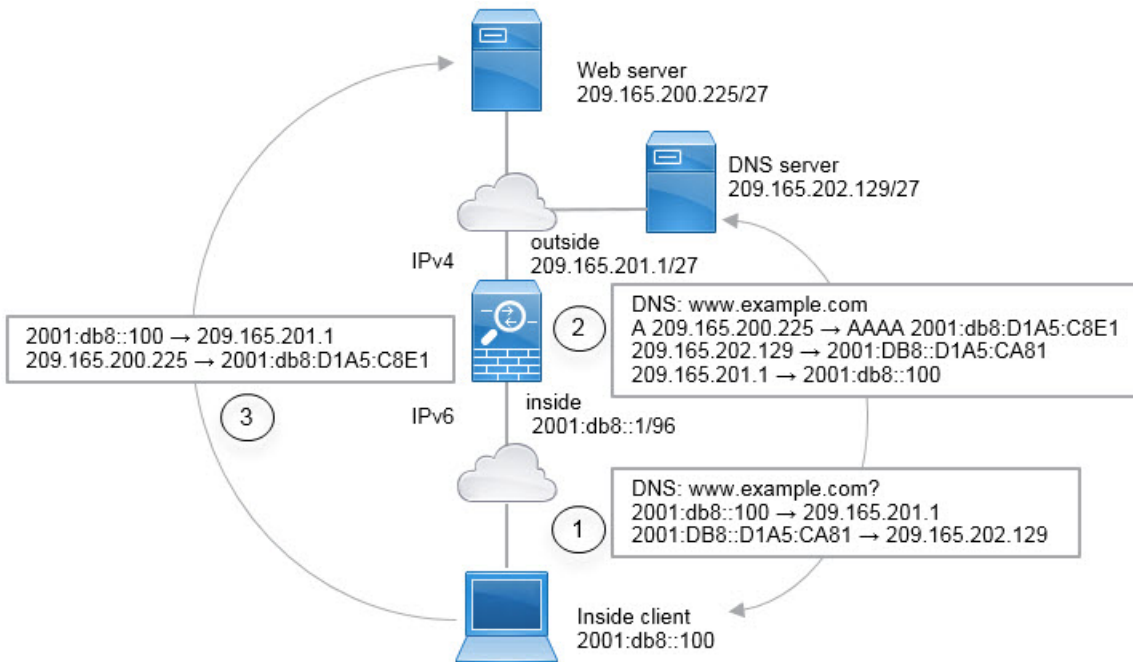 Web server
209.165.200.225/27
DNS server
209.165.202.129/27
outside
209.165.201.1/27
IPv4
2001:db8::100 → 209.165.201.1
209.165.200.225 → 2001:db8:D1A5:C8E1
3
2
DNS: www.example.com
A 209.165.200.225 → AAAA 2001:db8:D1A5:C8E1
209.165.202.129 → 2001:DB8::D1A5:CA81
209.165.201.1 → 2001:db8::100
IPv6
inside
2001:db8::1/96
1
DNS: www.example.com?
2001:db8::100 → 209.165.201.1
2001:DB8::D1A5:CA81 → 209.165.202.129
Inside client
2001:db8::100